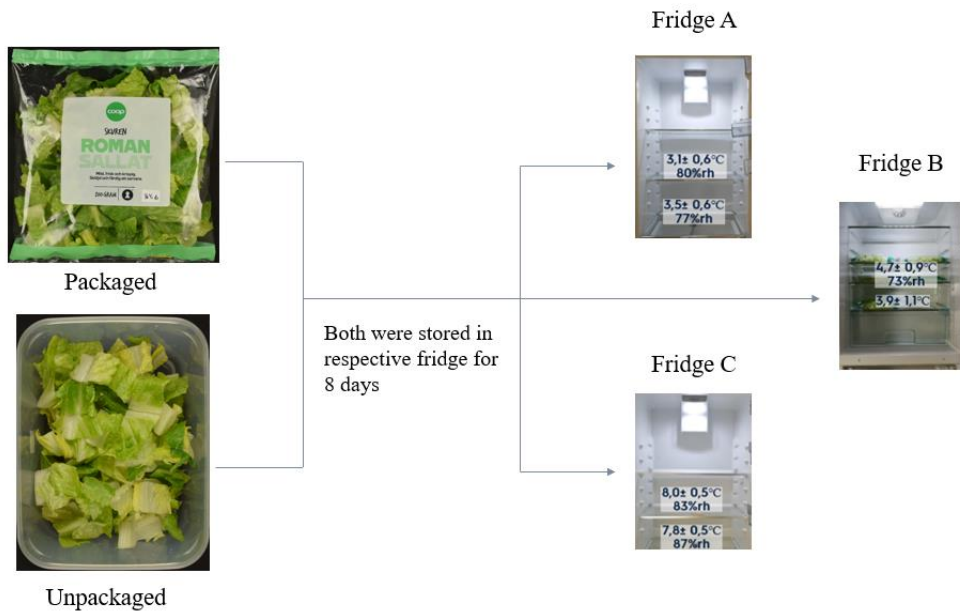 Fridge A
coop
SKUREN
ROMAN
SALLAT
Packaged
3,1± 0,6°C
80%rh
3,5± 0,6°C
77%rh
Fridge B
4,7± 0,9°C
73%rh
3,9± 1,1°C
Both were stored in
respective fridge for
8 days
Fridge C
8,0± 0,5°C
83%rh
7,8± 0,5°C
87%rh
Unpackaged